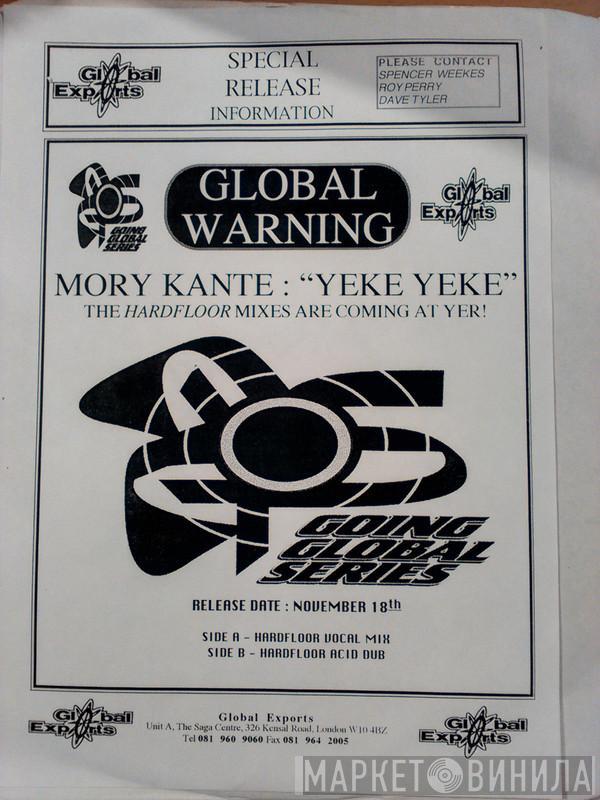 Global
Exports
SPECIAL
RELEASE
INFORMATION
PLEASE CONTACT
SPENCER WEEKES
ROY PERRY
DAVE TYLER
GOING
GLOBAL
SERIES
GLOBAL
WARNING
Global
Exports
MORY KANTE : “YEKE YEKE”
THE HARDFLOOR MIXES ARE COMING AT YER!
GOING
GLOBAL
SERIES
RELEASE DATE : NOVEMBER 18th
SIDE A - HARDFLOOR VOCAL MIX
SIDE B - HARDFLOOR ACID DUB
Global
Exports
Global Exports
Unit A, The Saga Centre, 326 Kensal Road, London W10 4BZ
Tel 081 960 9060 Fax 081 964 2005
Global
Exports
МАРКЕТ ВИНИЛА